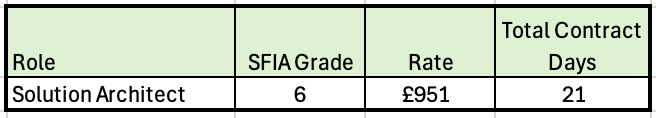 Role SFIA Grade Rate Total Contract Days
Solution Architect 6 £951 21